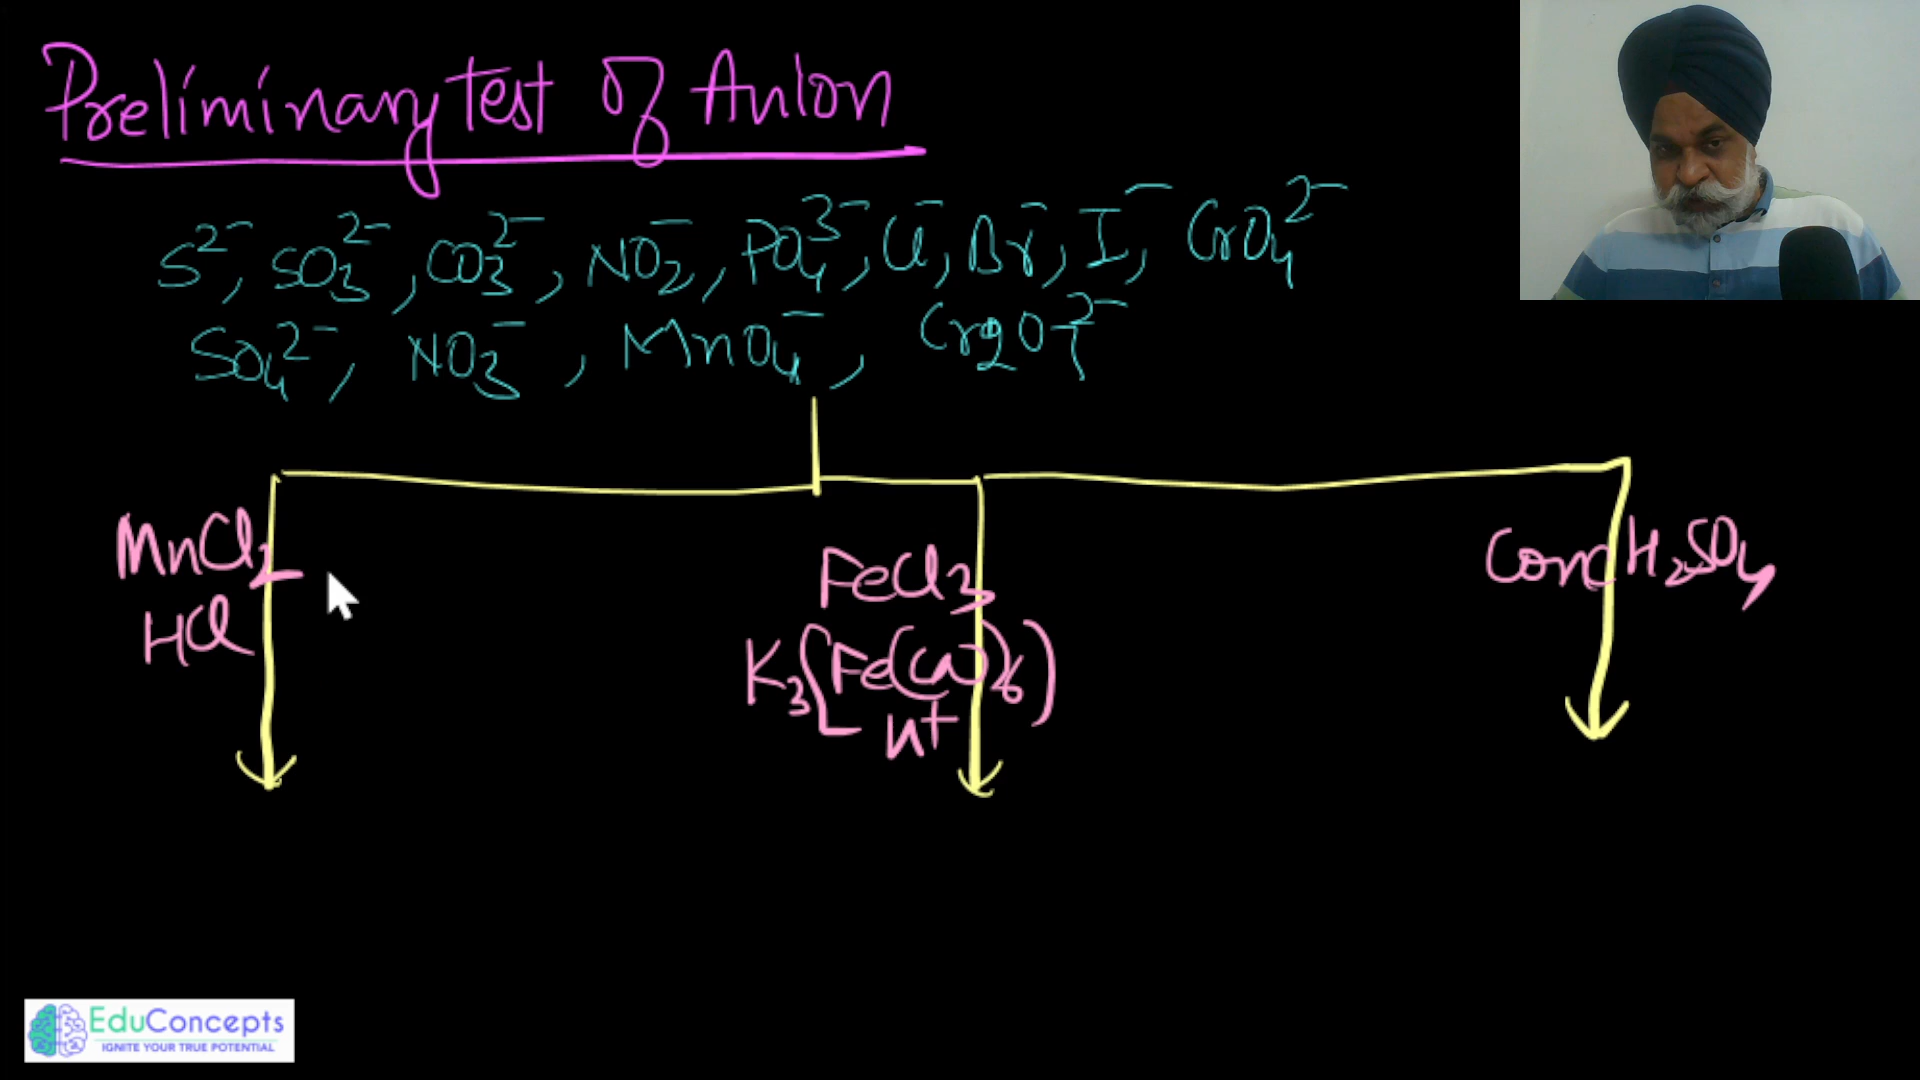 Preliminary Test of Anion
S²⁻, SO₃²⁻, CO₃²⁻, NO₂⁻, PO₄³⁻, Cl⁻, Br⁻, I⁻, CrO₄²⁻
SO₄²⁻, NO₃⁻, MnO₄⁻, Cr₂O₇²⁻
MnCl₂
HCl
FeCl₃
K₃[Fe(CN)₆]
H⁺
Conc H₂SO₄
EduConcepts
IGNITE YOUR TRUE POTENTIAL